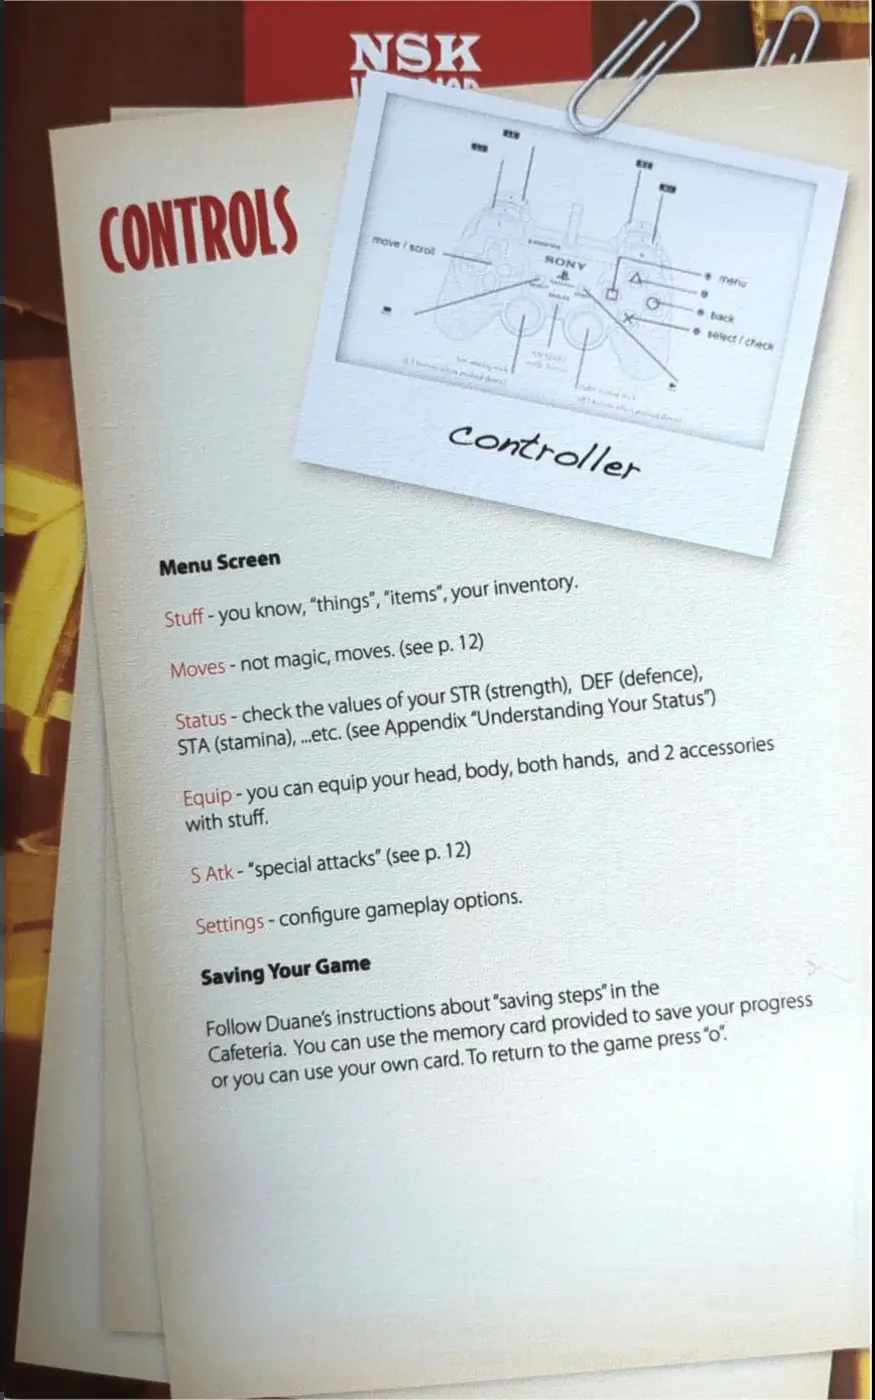 NSK
CONTROLS
move / scroll
SONY
menu
back
select / check
controller
Menu Screen
Stuff - you know, "things", "items", your inventory.
Moves - not magic, moves. (see p. 12)
Status - check the values of your STR (strength), DEF (defence),
STA (stamina), ...etc. (see Appendix "Understanding Your Status")
Equip - you can equip your head, body, both hands, and 2 accessories
with stuff.
S Atk - "special attacks" (see p. 12)
Settings - configure gameplay options.
Saving Your Game
Follow Duane's instructions about "saving steps" in the
Cafeteria. You can use the memory card provided to save your progress
or you can use your own card. To return to the game press "o".